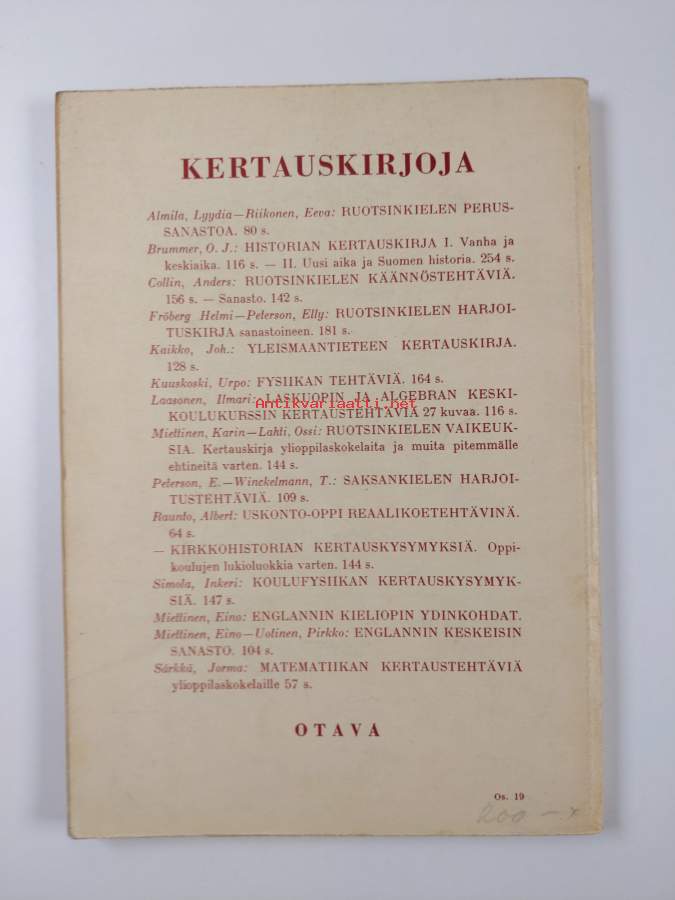 KERTAUSKIRJOJA
Almila, Lyydia—Riikonen, Eeva: RUOTSINKIELEN PERUS-
SANASTOA. 80 s.
Brummer, O. J.: HISTORIAN KERTAUSKIRJA I. Vanha ja
keskiaika. 116 s. — II. Uusi aika ja Suomen historia. 254 s.
Collin, Anders: RUOTSINKIELEN KÄÄNNÖSTEHTÄVIÄ.
156 s. — Sanasto. 142 s.
Fröberg Helmi—Peterson, Elly: RUOTSINKIELEN HARJOI-
TUSKIRJA sanastoineen. 181 s.
Kaikko, Joh.: YLEISMAANTIETEEN KERTAUSKIRJA.
128 s.
Kuuskoski, Urpo: FYSIIKAN TEHTÄVIÄ. 164 s.
Laasonen, Ilmari: LASKUOPIN JA ALGEBRAN KESKI-
KOULUKURSSIN KERTAUSTEHTÄVIÄ 27 kuvaa. 116 s.
Antikvariaatti.net
Miettinen, Karin—Lahti, Ossi: RUOTSINKIELEN VAIKEUK-
SIA. Kertauskirja ylioppilaskokelaita ja muita pitemmälle
ehtineitä varten. 144 s.
Peterson, E.—Winckelmann, T.: SAKSANKIELEN HARJOI-
TUSTEHTÄVIÄ. 109 s.
Raunto, Albert: USKONTO-OPPI REAALIKOETEHTÄVINÄ.
64 s.
— KIRKKOHISTORIAN KERTAUSKYSYMYKSIÄ. Oppi-
koulujen lukioluokkia varten. 144 s.
Simola, Inkeri: KOULUFYSIIKAN KERTAUSKYSYMYK-
SIÄ. 147 s.
Miettinen, Eino: ENGLANNIN KIELIOPIN YDINKOHDAT.
Miettinen, Eino—Uotinen, Pirkko: ENGLANNIN KESKEISIN
SANASTO. 104 s.
Särkkä, Jorma: MATEMATIIKAN KERTAUSTEHTÄVIÄ
ylioppilaskokelaille 57 s.
OTAVA
Os. 19
200 —x